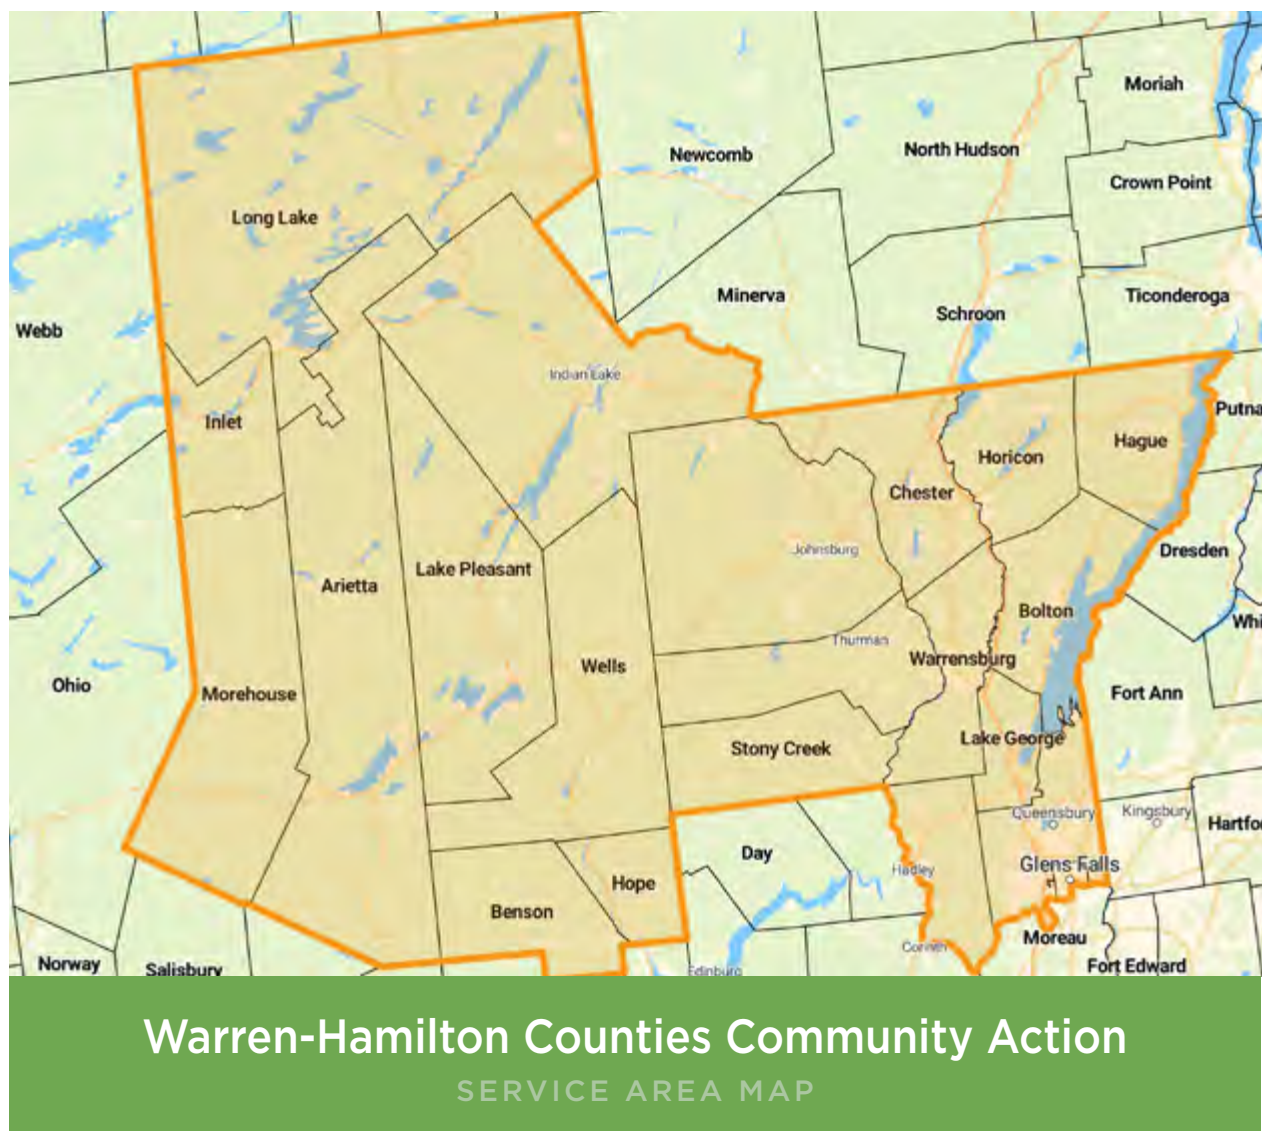 Moriah
Newcomb
North Hudson
Crown Point
Long Lake
Minerva
Ticonderoga
Schroon
Webb
Indian Lake
Putna
Inlet
Hague
Horicon
Chester
Johnsburg
Dresden
Lake Pleasant
Arietta
Bolton
Whi
Thurman
Warrensburg
Wells
Ohio
Morehouse
Fort Ann
Lake George
Stony Creek
Queensbury
Kingsbury
Hartfo
Day
Glens Falls
Hadley
Hope
Benson
Moreau
Corinth
Norway
Salisbury
Edinburg
Fort Edward
Warren-Hamilton Counties Community Action
SERVICE AREA MAP